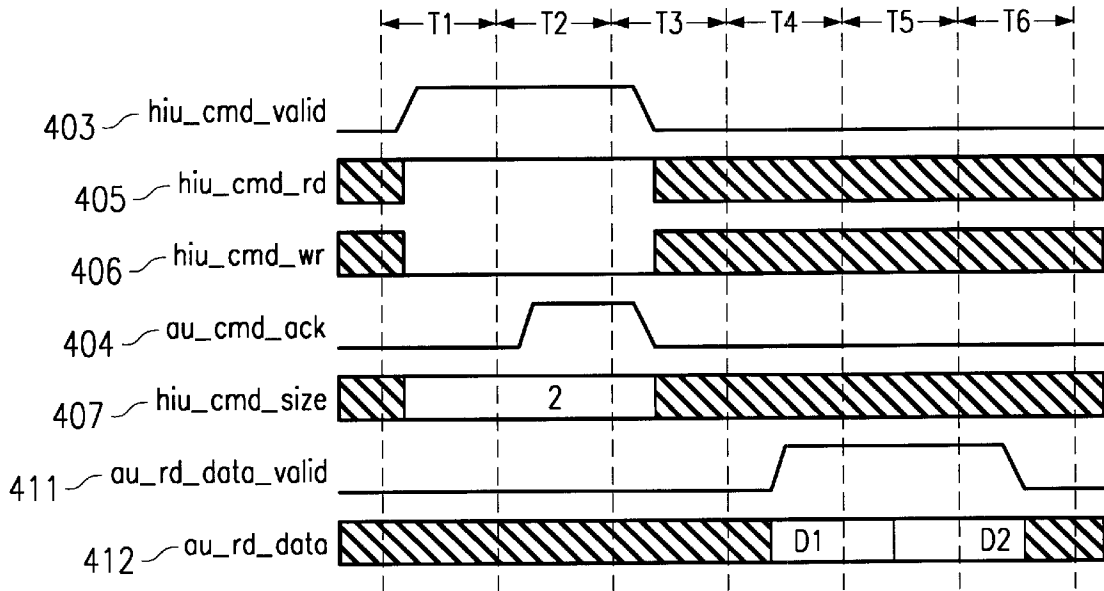 T1 T2 T3 T4 T5 T6
403 hiu_cmd_valid
405 hiu_cmd_rd
406 hiu_cmd_wr
404 au_cmd_ack
407 hiu_cmd_size 2
411 au_rd_data_valid
412 au_rd_data D1 D2